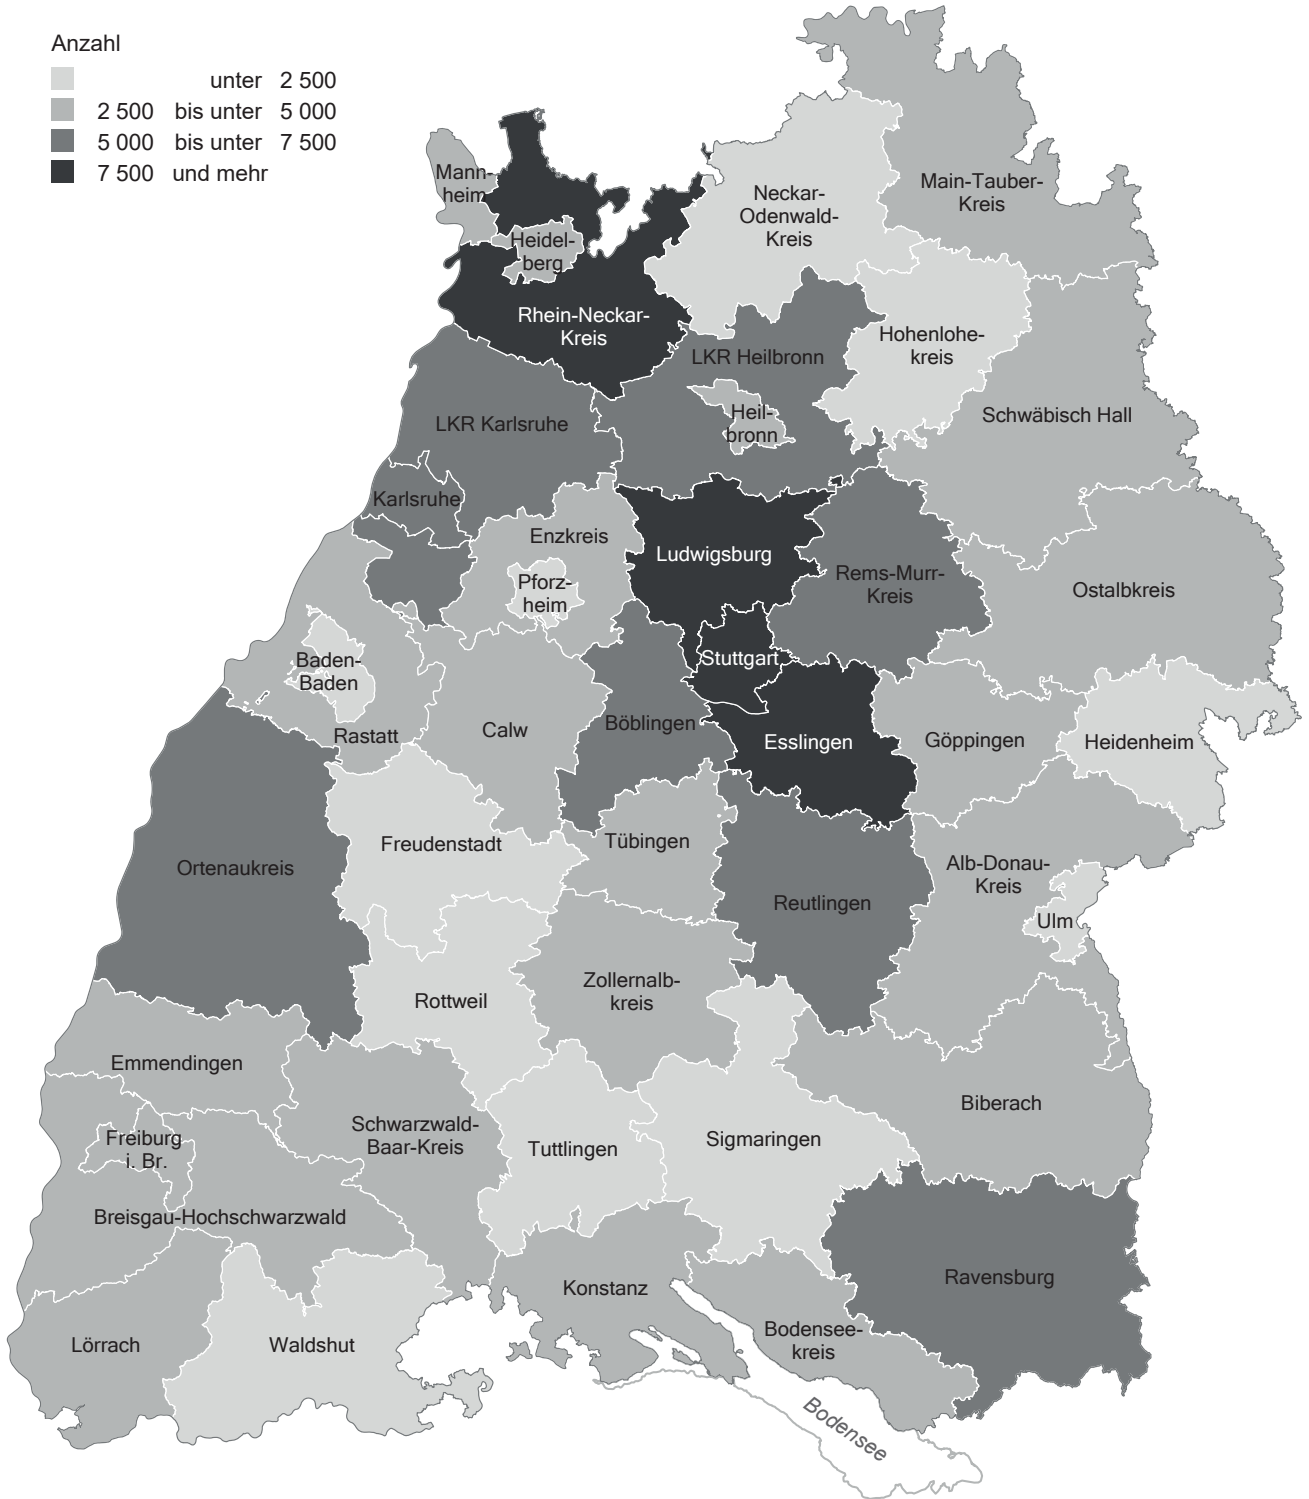 Anzahl
unter 2 500
2 500 bis unter 5 000
5 000 bis unter 7 500
7 500 und mehr
Mann-
heim
Heidel-
berg
Rhein-Neckar-
Kreis
Neckar-
Odenwald-
Kreis
Main-Tauber-
Kreis
LKR Heilbronn
Hohenlohe-
kreis
Heil-
bronn
Schwäbisch Hall
LKR Karlsruhe
Karlsruhe
Enzkreis
Pforz-
heim
Ludwigsburg
Rems-Murr-
Kreis
Ostalbkreis
Baden-
Baden
Rastatt
Calw
Böblingen
Stuttgart
Esslingen
Göppingen
Heidenheim
Ortenaukreis
Freudenstadt
Tübingen
Reutlingen
Alb-Donau-
Kreis
Ulm
Rottweil
Zollernalb-
kreis
Emmendingen
Freiburg
i. Br.
Schwarzwald-
Baar-Kreis
Tuttlingen
Sigmaringen
Biberach
Breisgau-Hochschwarzwald
Lörrach
Waldshut
Konstanz
Bodensee-
kreis
Ravensburg
Bodensee